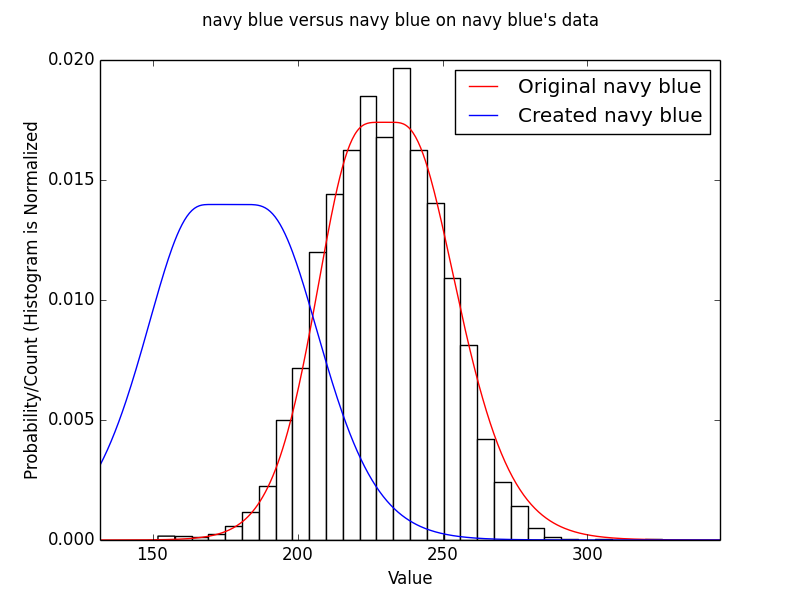 navy blue versus navy blue on navy blue's data
0.020
0.015
0.010
0.005
0.000
Probability/Count (Histogram is Normalized
Original navy blue
Created navy blue
150
200
250
300
Value